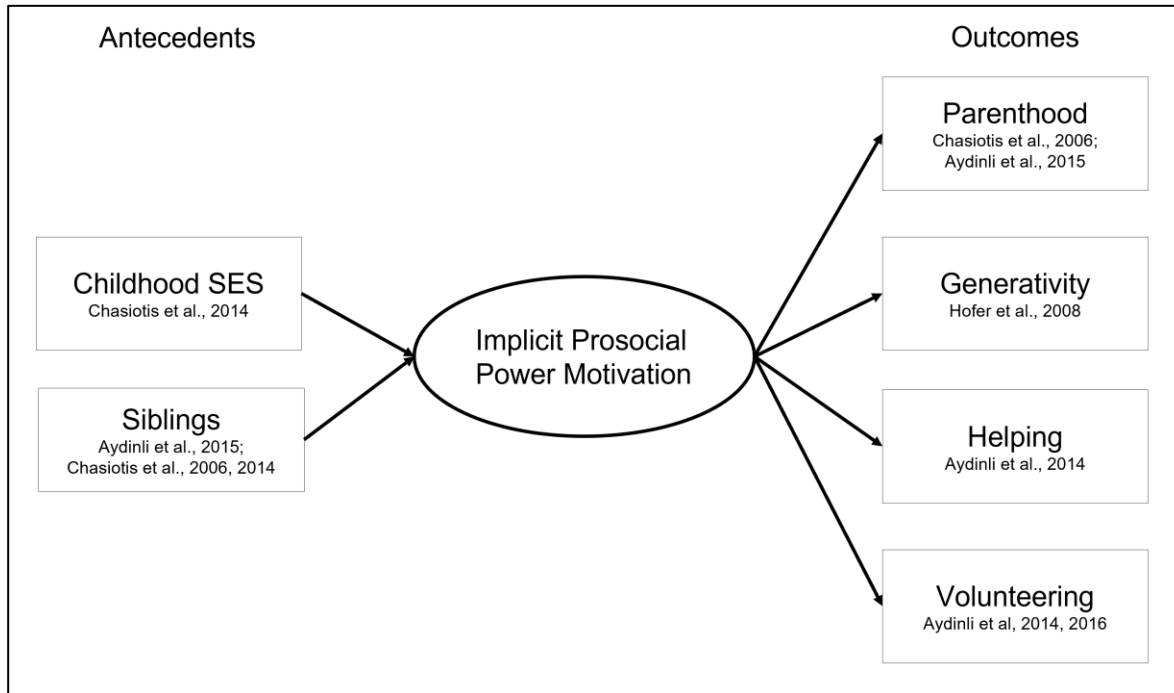 Antecedents
Outcomes
Childhood SES
Chasiotis et al., 2014
Siblings
Aydinli et al., 2015;
Chasiotis et al., 2006, 2014
Implicit Prosocial
Power Motivation
Parenthood
Chasiotis et al., 2006;
Aydinli et al., 2015
Generativity
Hofer et al., 2008
Helping
Aydinli et al., 2014
Volunteering
Aydinli et al, 2014, 2016